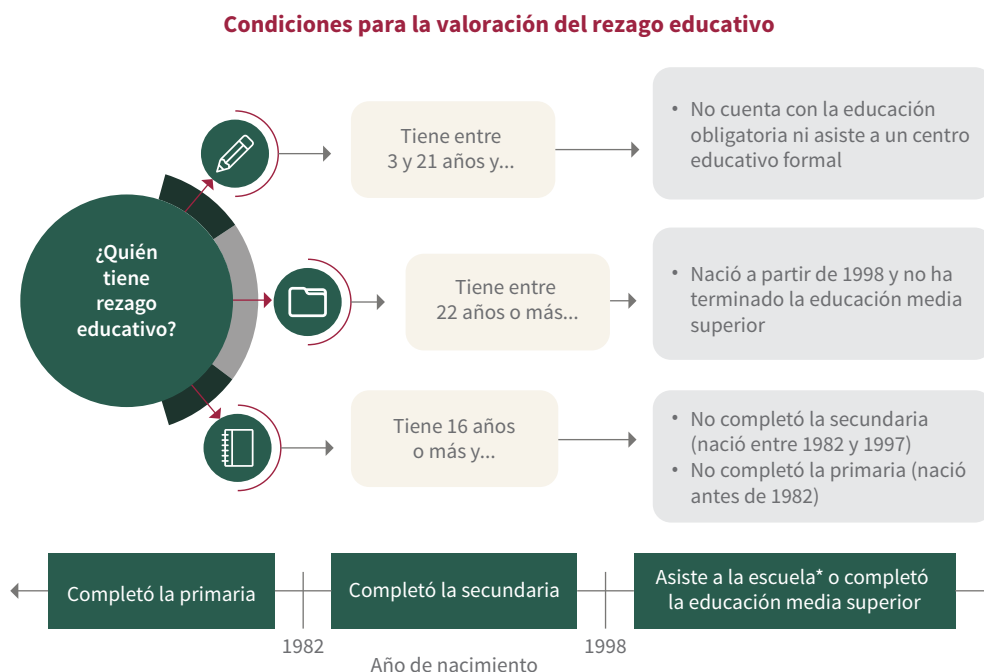 Condiciones para la valoración del rezago educativo
¿Quién
tiene
rezago
educativo?
Tiene entre
3 y 21 años y...
• No cuenta con la educación
obligatoria ni asiste a un centro
educativo formal
Tiene entre
22 años o más...
• Nació a partir de 1998 y no ha
terminado la educación media
superior
Tiene 16 años
o más y...
• No completó la secundaria
(nació entre 1982 y 1997)
• No completó la primaria (nació
antes de 1982)
Completó la primaria
Completó la secundaria
Asiste a la escuela* o completó
la educación media superior
1982
1998
Año de nacimiento